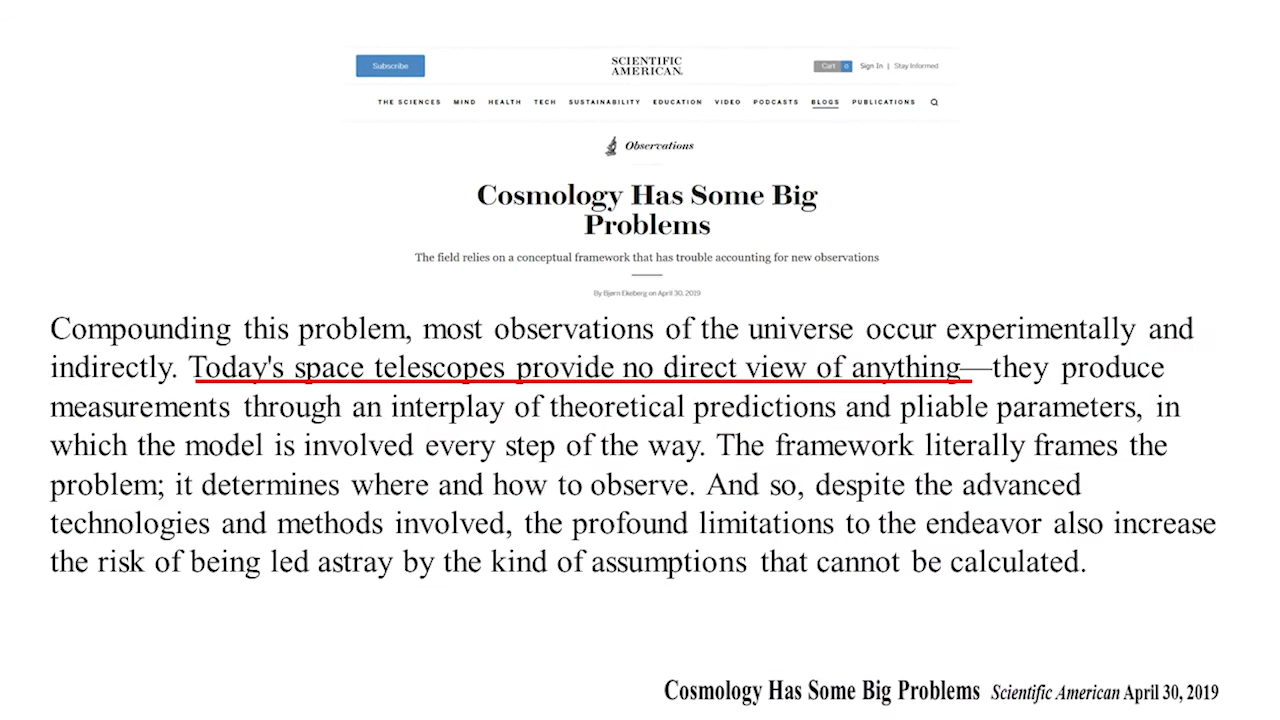 Subscribe
SCIENTIFIC
AMERICAN.
Cart 0 Sign In | Stay Informed
THE SCIENCES MIND HEALTH TECH SUSTAINABILITY EDUCATION VIDEO PODCASTS BLOGS PUBLICATIONS
Observations
Cosmology Has Some Big
Problems
The field relies on a conceptual framework that has trouble accounting for new observations
By Bjørn Ekeberg on April 30, 2019
Compounding this problem, most observations of the universe occur experimentally and
indirectly. Today's space telescopes provide no direct view of anything—they produce
measurements through an interplay of theoretical predictions and pliable parameters, in
which the model is involved every step of the way. The framework literally frames the
problem; it determines where and how to observe. And so, despite the advanced
technologies and methods involved, the profound limitations to the endeavor also increase
the risk of being led astray by the kind of assumptions that cannot be calculated.
Cosmology Has Some Big Problems Scientific American April 30, 2019